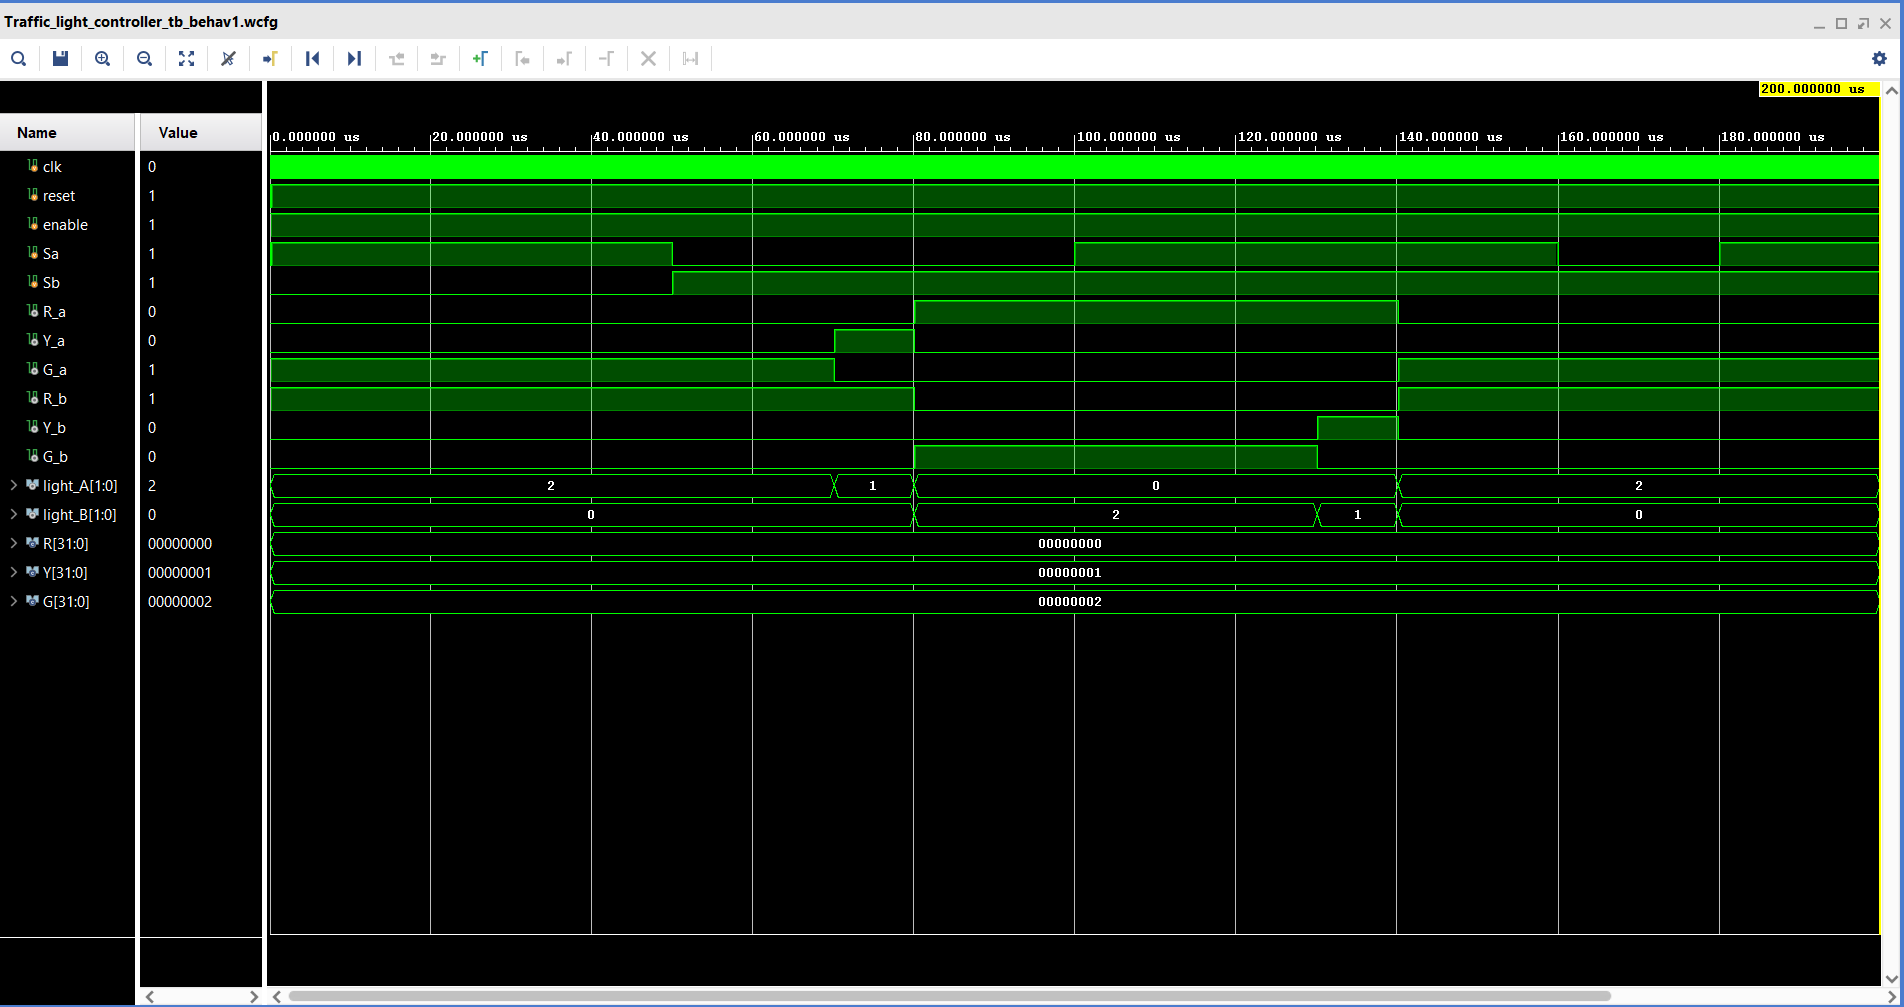 Traffic_light_controller_tb_behav1.wcfg
200.000000 us
Name Value
0.000000 us 20.000000 us 40.000000 us 60.000000 us 80.000000 us 100.000000 us 120.000000 us 140.000000 us 160.000000 us 180.000000 us
clk 0
reset 1
enable 1
Sa 1
Sb 1
R_a 0
Y_a 0
G_a 1
R_b 1
Y_b 0
G_b 0
light_A[1:0] 2 2 1 0 2
light_B[1:0] 0 0 2 1 0
R[31:0] 00000000 00000000
Y[31:0] 00000001 00000001
G[31:0] 00000002 00000002